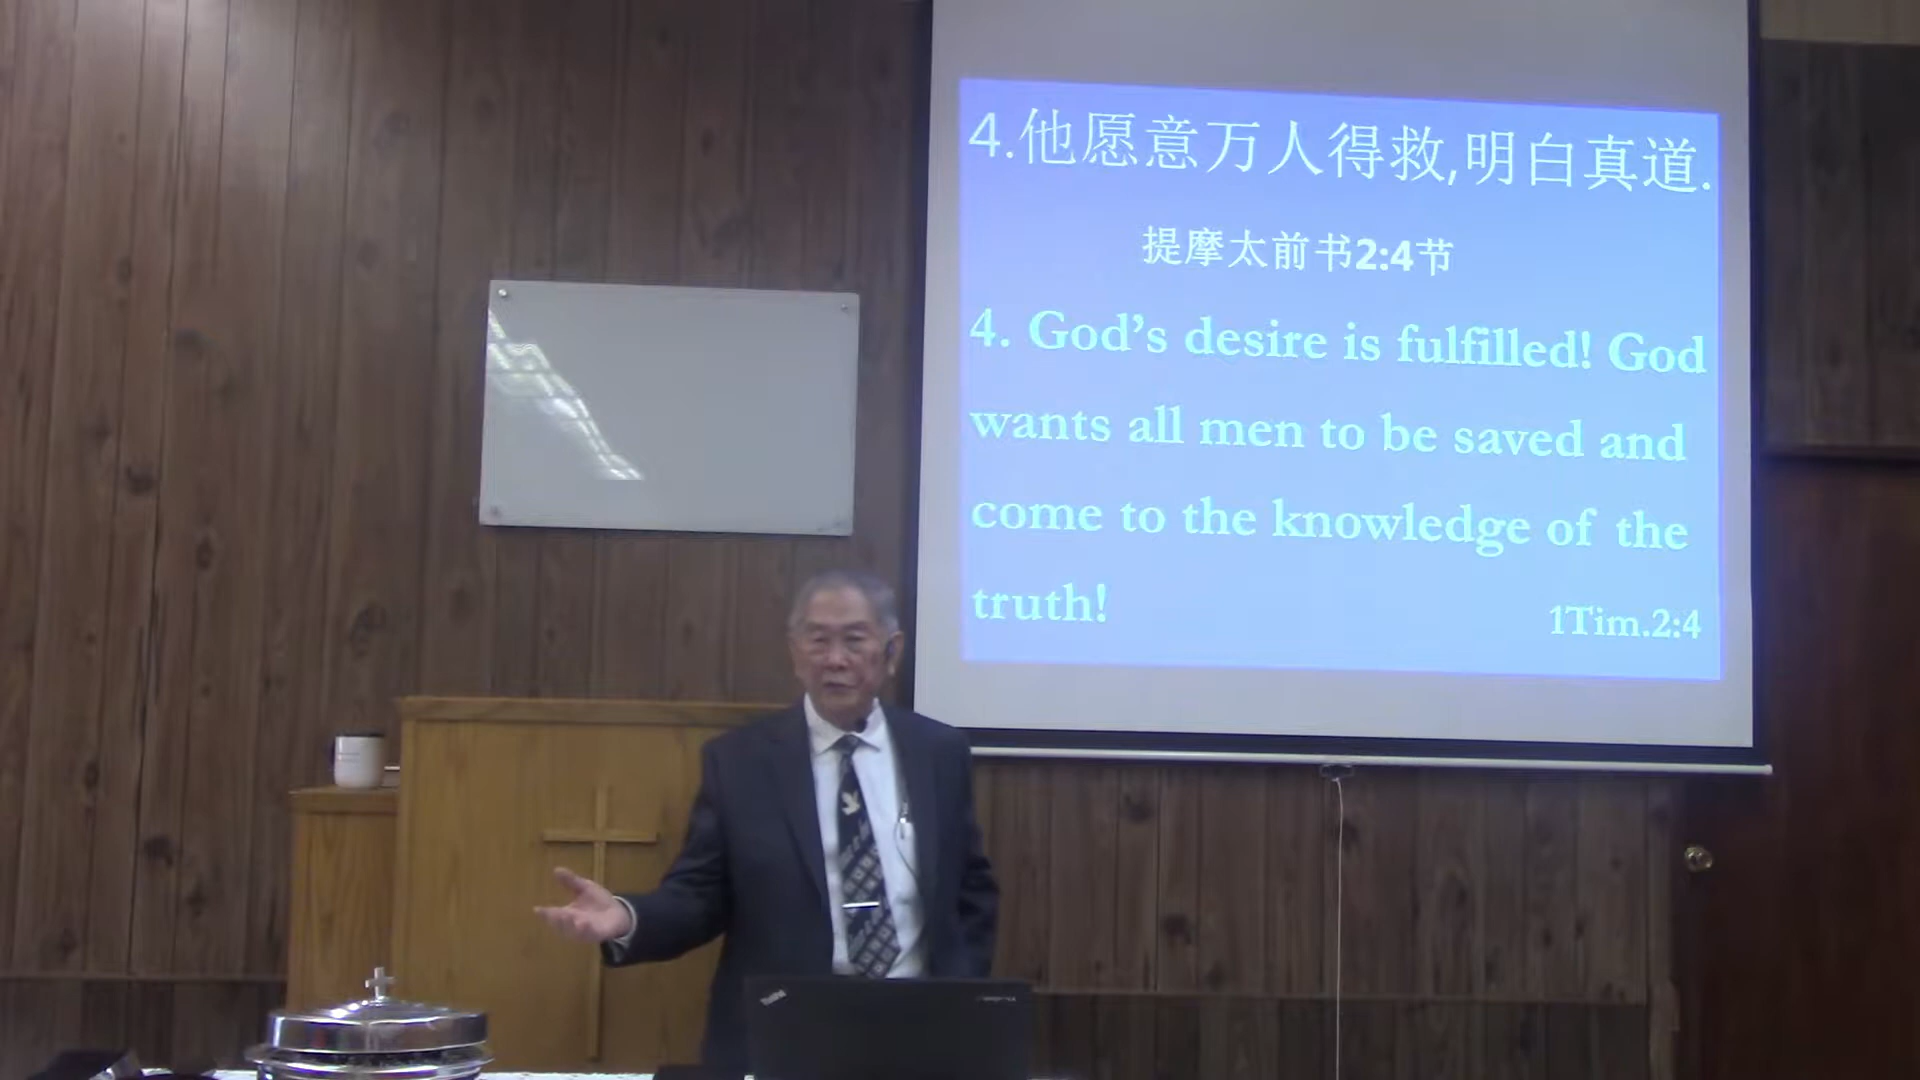 4.他愿意万人得救,明白真道.
提摩太前书2:4节
4. God's desire is fulfilled! God
wants all men to be saved and
come to the knowledge of the
truth!
1Tim.2:4
ThinkPad